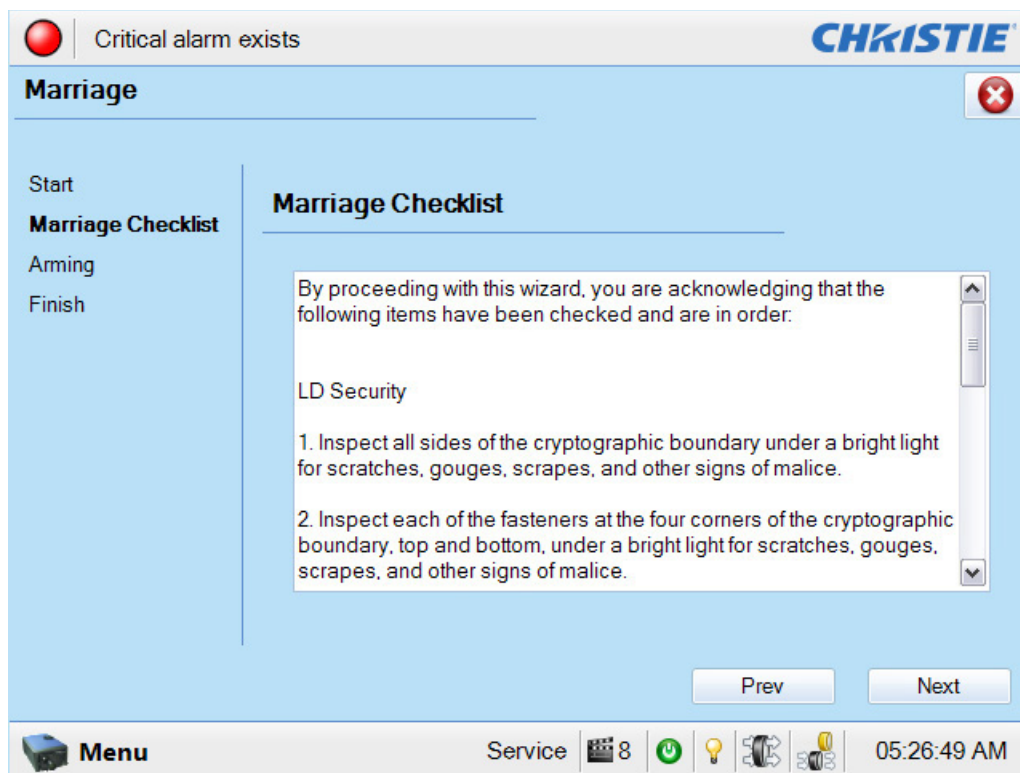 Critical alarm exists
CHRISTIE
Marriage
Start
Marriage Checklist
Arming
Finish
Marriage Checklist
By proceeding with this wizard, you are acknowledging that the
following items have been checked and are in order:
LD Security
1. Inspect all sides of the cryptographic boundary under a bright light
for scratches, gouges, scrapes, and other signs of malice.
2. Inspect each of the fasteners at the four corners of the cryptographic
boundary, top and bottom, under a bright light for scratches, gouges,
scrapes, and other signs of malice.
Prev
Next
Menu
Service
8
05:26:49 AM